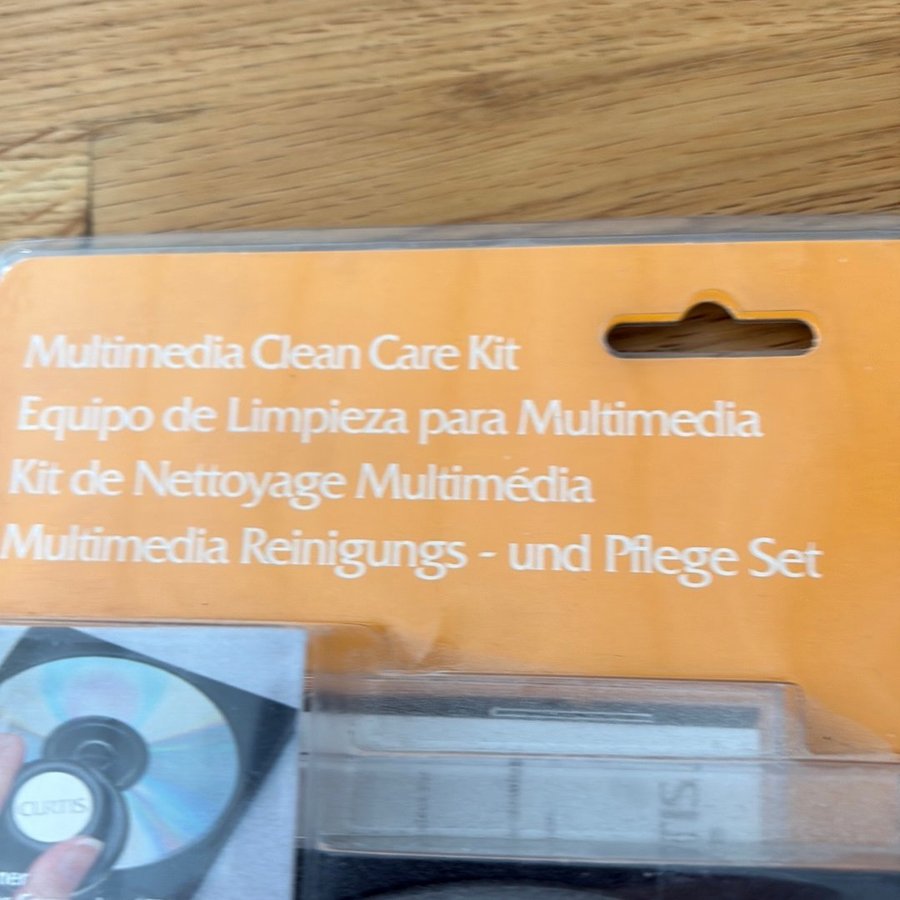 Multimedia Clean Care Kit
Equipo de Limpieza para Multimedia
Kit de Nettoyage Multimédia
Multimedia Reinigungs - und Pflege Set
CURTIS